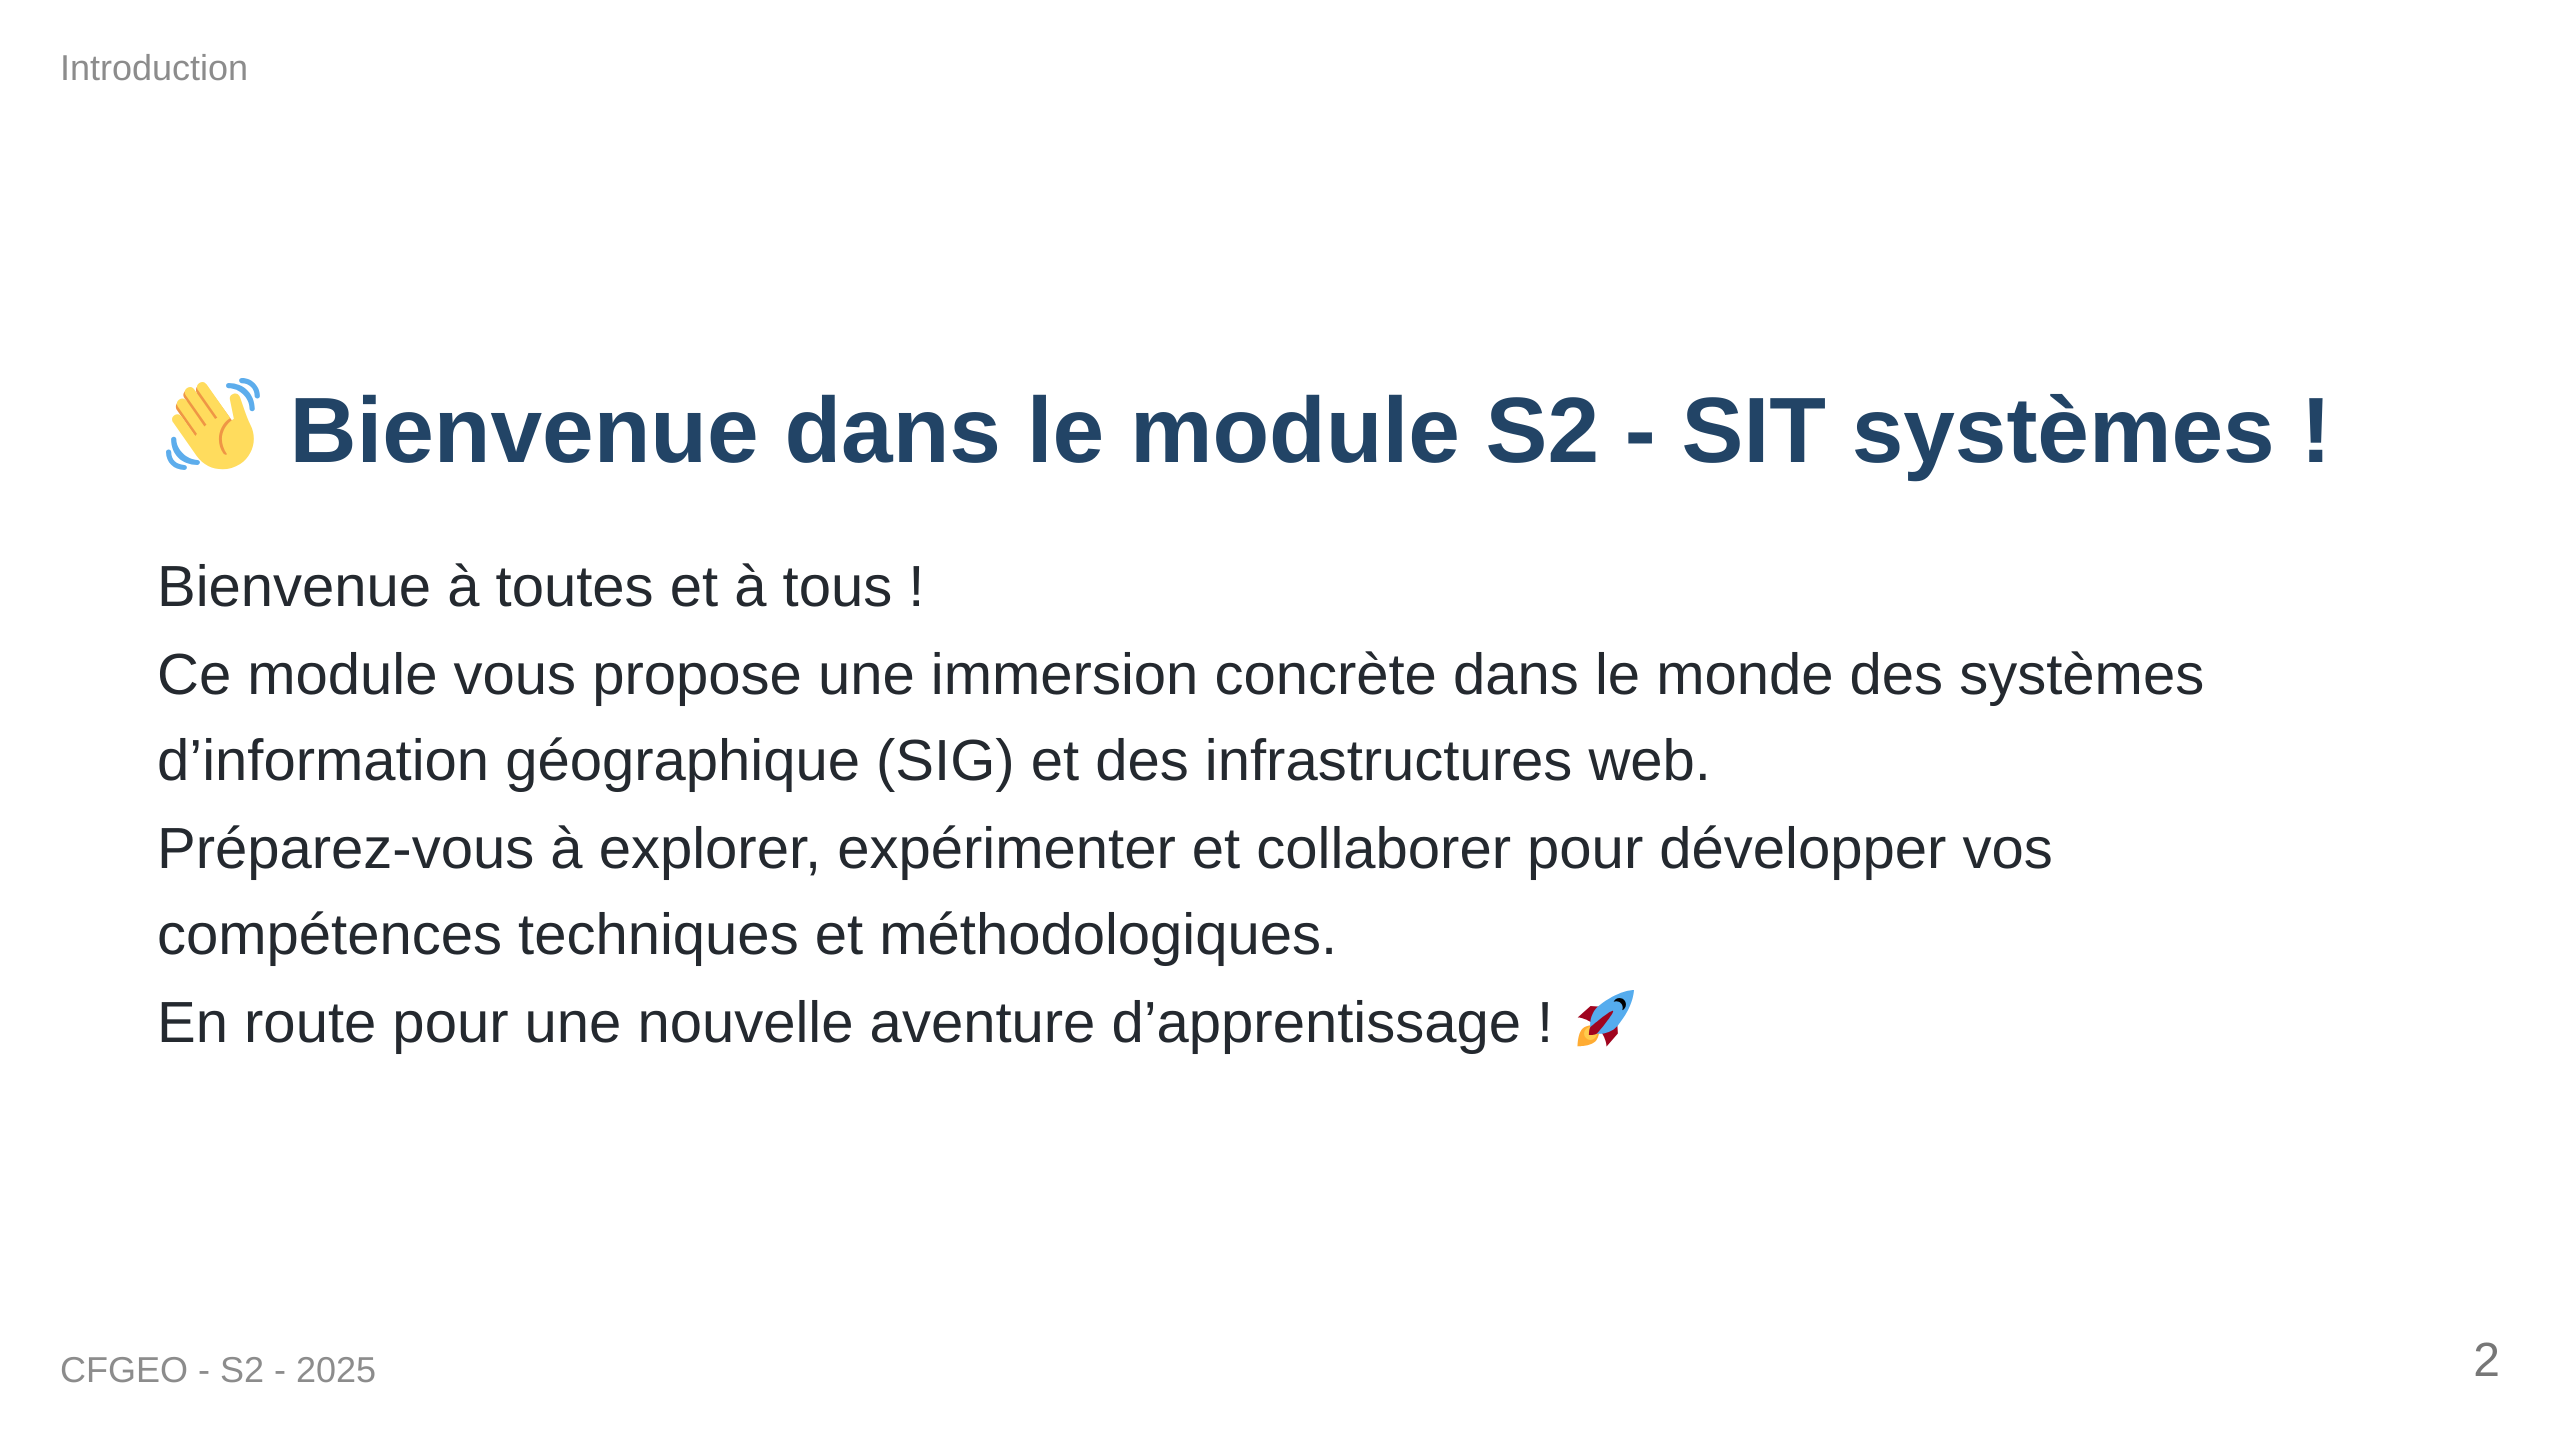 Introduction
👋 Bienvenue dans le module S2 - SIT systèmes !
Bienvenue à toutes et à tous !
Ce module vous propose une immersion concrète dans le monde des systèmes
d’information géographique (SIG) et des infrastructures web.
Préparez-vous à explorer, expérimenter et collaborer pour développer vos
compétences techniques et méthodologiques.
En route pour une nouvelle aventure d’apprentissage ! 🚀
CFGEO - S2 - 2025
2